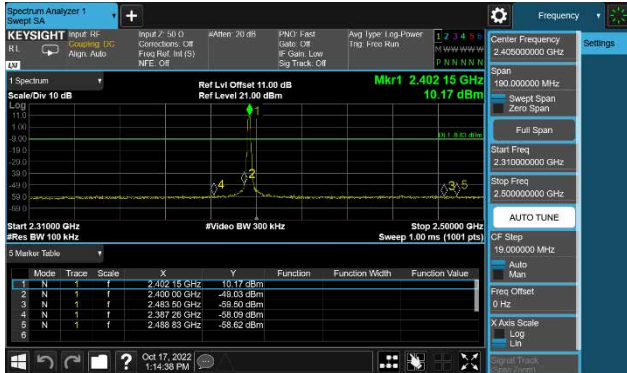 Spectrum Analyzer 1
Swept SA
+
Frequency
KEYSIGHT Input: RF Input Z: 50 Ω #Atten: 20 dB PNO: Fast Avg Type: Log-Power 1 2 3 4 5 6
RL Coupling: DC Corrections: Off Gate: Off Trig: Free Run M W W W W W
Align: Auto Freq Ref: Int (S) IF Gain: Low P N N N N N
NFE: Off Sig Track: Off
Center Frequency
2.405000000 GHz
Settings
1 Spectrum
Scale/Div 10 dB
Ref Lvl Offset 11.00 dB
Ref Level 21.00 dBm
Mkr1 2.402 15 GHz
10.17 dBm
Span
190.000000 MHz
Swept Span
Zero Span
Full Span
Start Freq
2.310000000 GHz
Stop Freq
2.500000000 GHz
AUTO TUNE
CF Step
19.000000 MHz
Auto
Man
Freq Offset
0 Hz
X Axis Scale
Log
Lin
Signal Track
(Span Zoom)
Log
11.0
1.00
-9.00
-19.0
-29.0
-39.0
-49.0
-59.0
-69.0
1
2
4
3
5
Start 2.31000 GHz #Video BW 300 kHz Stop 2.50000 GHz
#Res BW 100 kHz Sweep 1.00 ms (1001 pts)
5 Marker Table
Mode Trace Scale X Y Function Function Width Function Value
1 N 1 f 2.402 15 GHz 10.17 dBm
2 N 1 f 2.400 00 GHz -49.03 dBm
3 N 1 f 2.483 50 GHz -59.50 dBm
4 N 1 f 2.387 26 GHz -58.09 dBm
5 N 1 f 2.488 83 GHz -58.62 dBm
6
?
Oct 17, 2022
1:14:38 PM